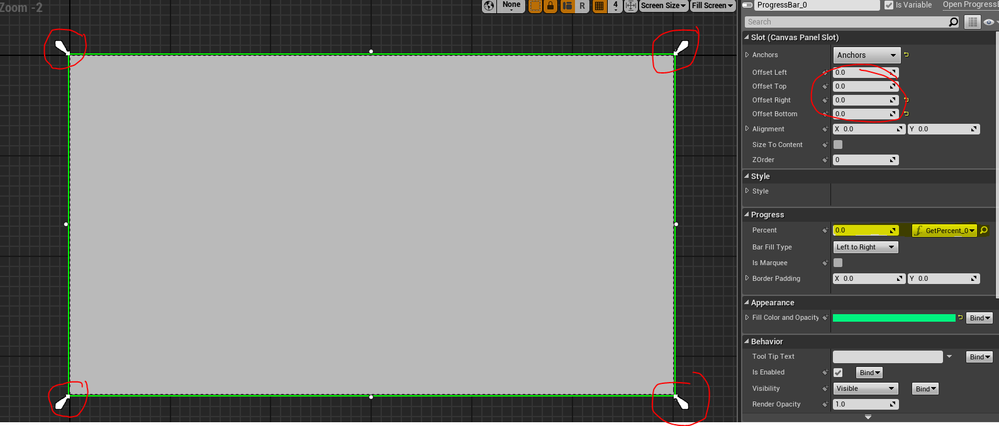 Zoom -2
None
R
4
Screen Size
Fill Screen
ProgressBar_0
Is Variable
Open ProgressB
Search
Slot (Canvas Panel Slot)
Anchors Anchors
Offset Left 0.0
Offset Top 0.0
Offset Right 0.0
Offset Bottom 0.0
Alignment X 0.0 Y 0.0
Size To Content
ZOrder 0
Style
Style
Progress
Percent 0.0 GetPercent_0
Bar Fill Type Left to Right
Is Marquee
Border Padding X 0.0 Y 0.0
Appearance
Fill Color and Opacity Bind
Behavior
Tool Tip Text Bind
Is Enabled Bind
Visibility Visible Bind
Render Opacity 1.0